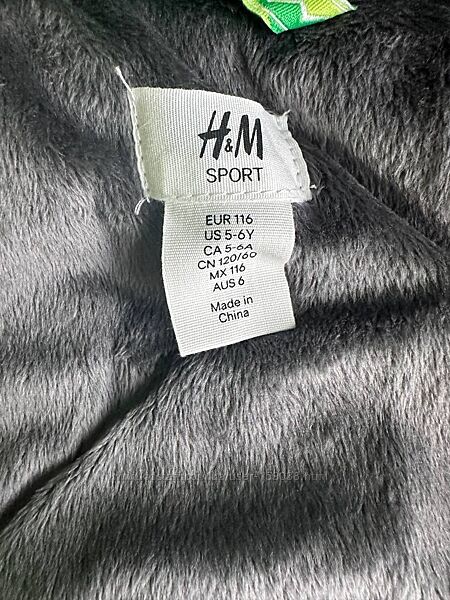 H&M
SPORT
EUR 116
US 5-6Y
CA 5-6A
CN 120/60
MX 116
AUS 6
Made in
China